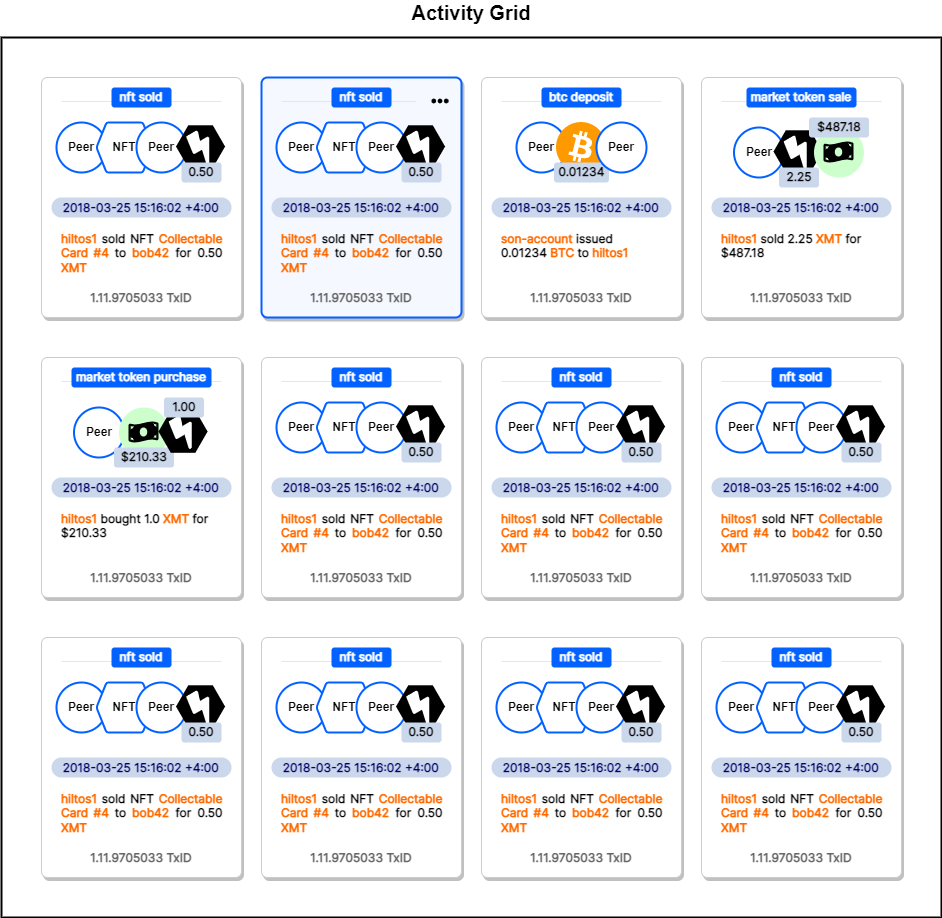 Activity Grid
nft sold
Peer NFT Peer
0.50
2018-03-25 15:16:02 +4:00
hiltos1 sold NFT Collectable
Card #4 to bob42 for 0.50
XMT
1.11.9705033 TxID
nft sold
Peer NFT Peer
0.50
2018-03-25 15:16:02 +4:00
hiltos1 sold NFT Collectable
Card #4 to bob42 for 0.50
XMT
1.11.9705033 TxID
btc deposit
Peer Peer
0.01234
2018-03-25 15:16:02 +4:00
son-account issued
0.01234 BTC to hiltos1
1.11.9705033 TxID
market token sale
$487.18
Peer
2.25
2018-03-25 15:16:02 +4:00
hiltos1 sold 2.25 XMT for
$487.18
1.11.9705033 TxID
market token purchase
1.00
Peer
$210.33
2018-03-25 15:16:02 +4:00
hiltos1 bought 1.0 XMT for
$210.33
1.11.9705033 TxID
nft sold
Peer NFT Peer
0.50
2018-03-25 15:16:02 +4:00
hiltos1 sold NFT Collectable
Card #4 to bob42 for 0.50
XMT
1.11.9705033 TxID
nft sold
Peer NFT Peer
0.50
2018-03-25 15:16:02 +4:00
hiltos1 sold NFT Collectable
Card #4 to bob42 for 0.50
XMT
1.11.9705033 TxID
nft sold
Peer NFT Peer
0.50
2018-03-25 15:16:02 +4:00
hiltos1 sold NFT Collectable
Card #4 to bob42 for 0.50
XMT
1.11.9705033 TxID
nft sold
Peer NFT Peer
0.50
2018-03-25 15:16:02 +4:00
hiltos1 sold NFT Collectable
Card #4 to bob42 for 0.50
XMT
1.11.9705033 TxID
nft sold
Peer NFT Peer
0.50
2018-03-25 15:16:02 +4:00
hiltos1 sold NFT Collectable
Card #4 to bob42 for 0.50
XMT
1.11.9705033 TxID
nft sold
Peer NFT Peer
0.50
2018-03-25 15:16:02 +4:00
hiltos1 sold NFT Collectable
Card #4 to bob42 for 0.50
XMT
1.11.9705033 TxID
nft sold
Peer NFT Peer
0.50
2018-03-25 15:16:02 +4:00
hiltos1 sold NFT Collectable
Card #4 to bob42 for 0.50
XMT
1.11.9705033 TxID